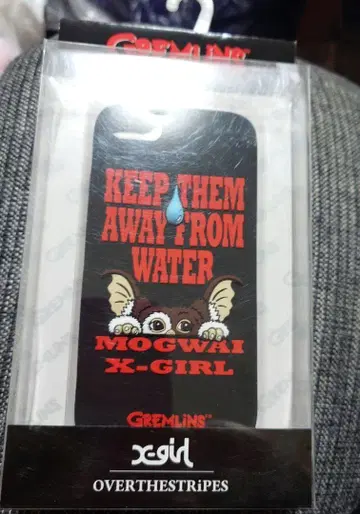 GREMLINS
KEEP THEM
AWAY FROM
WATER
MOGWAI
X-GIRL
GREMLINS
x-girl
OVERTHESTRiPES